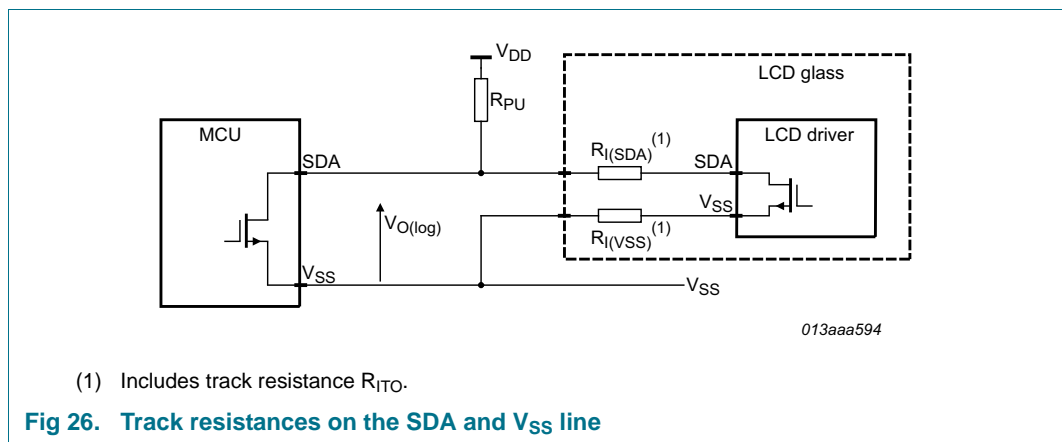 VDD
LCD glass
RPU
MCU
LCD driver
SDA
RI(SDA)(1)
SDA
VO(log)
VSS
RI(VSS)(1)
VSS
VSS
013aaa594
(1) Includes track resistance RITO.
Fig 26. Track resistances on the SDA and VSS line